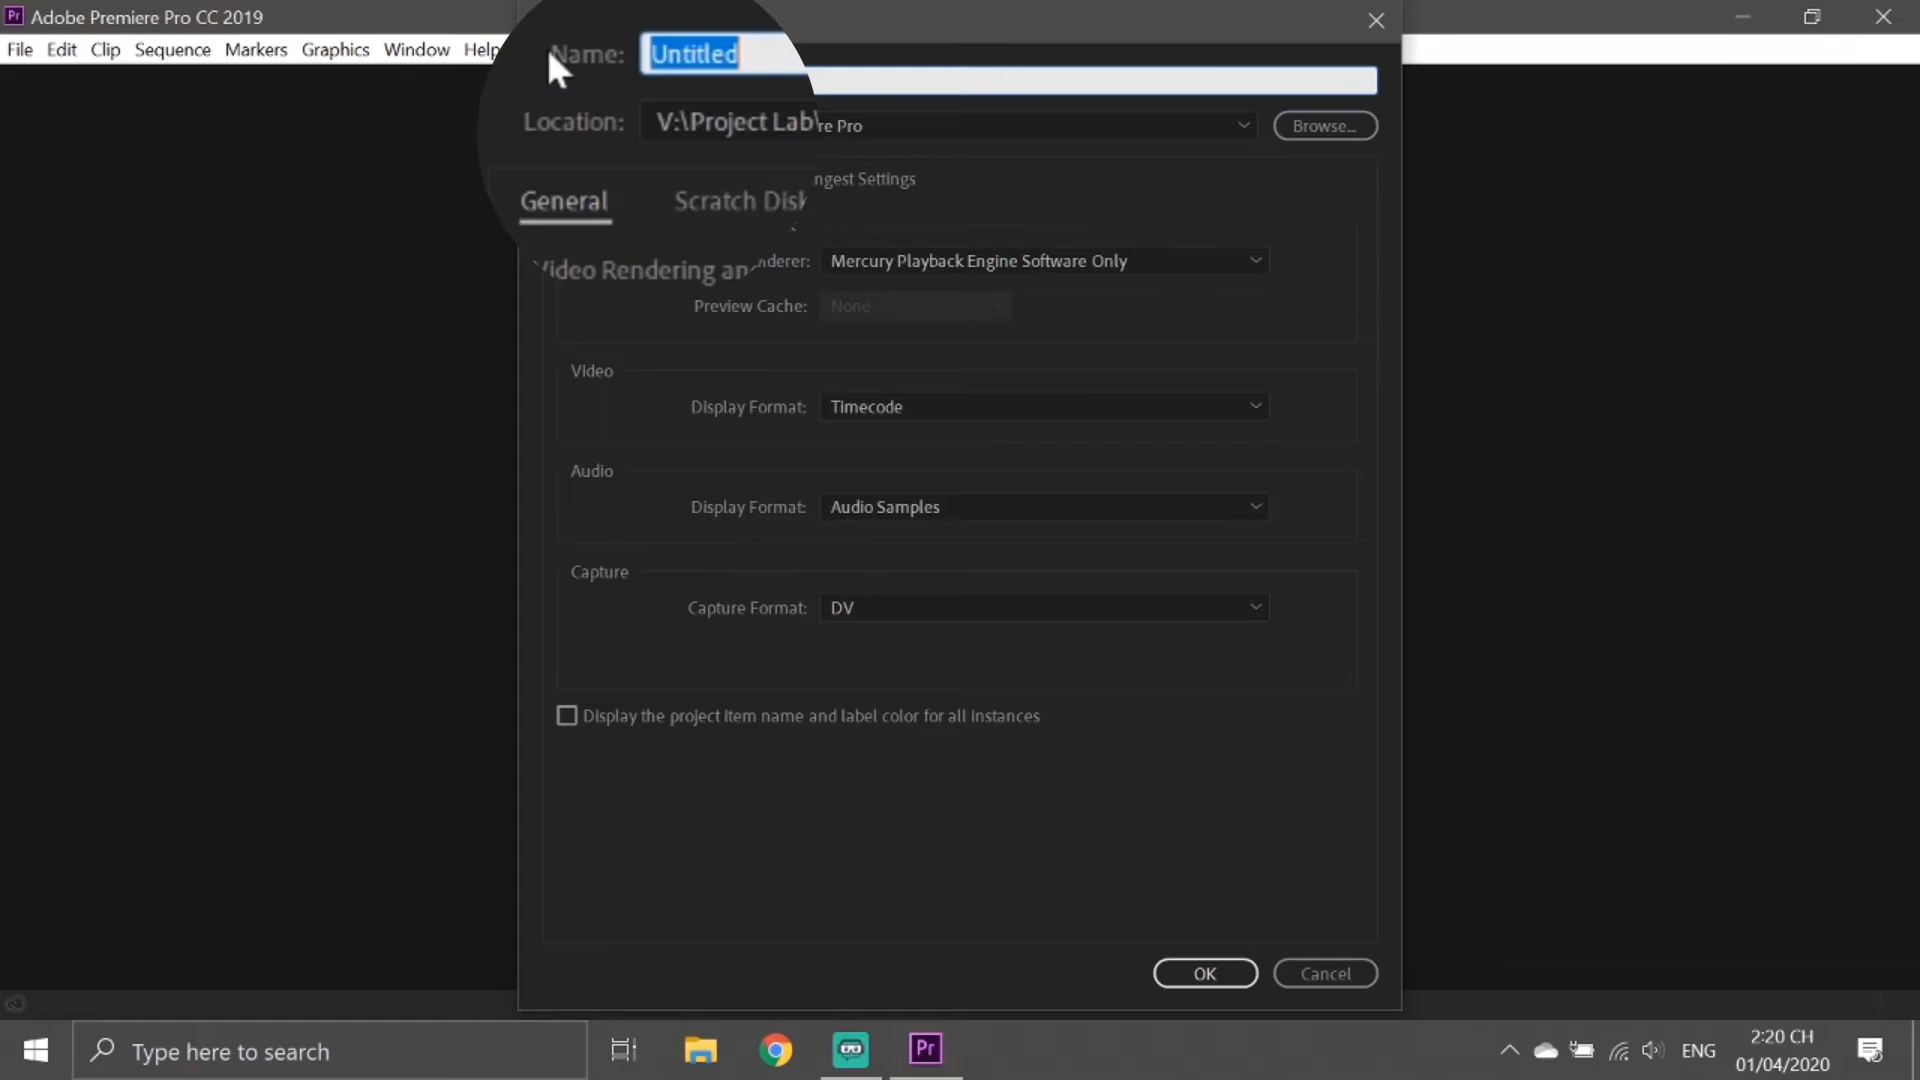 Adobe Premiere Pro CC 2019
File Edit Clip Sequence Markers Graphics Window Help
Name: Untitled
Location: V:\Project Lab\
re Pro
Browse...
General Scratch Disk
ngest Settings
Video Rendering an
derer: Mercury Playback Engine Software Only
Preview Cache: None
Video
Display Format: Timecode
Audio
Display Format: Audio Samples
Capture
Capture Format: DV
Display the project item name and label color for all instances
OK Cancel
Type here to search
Pr
ENG
2:20 CH
01/04/2020